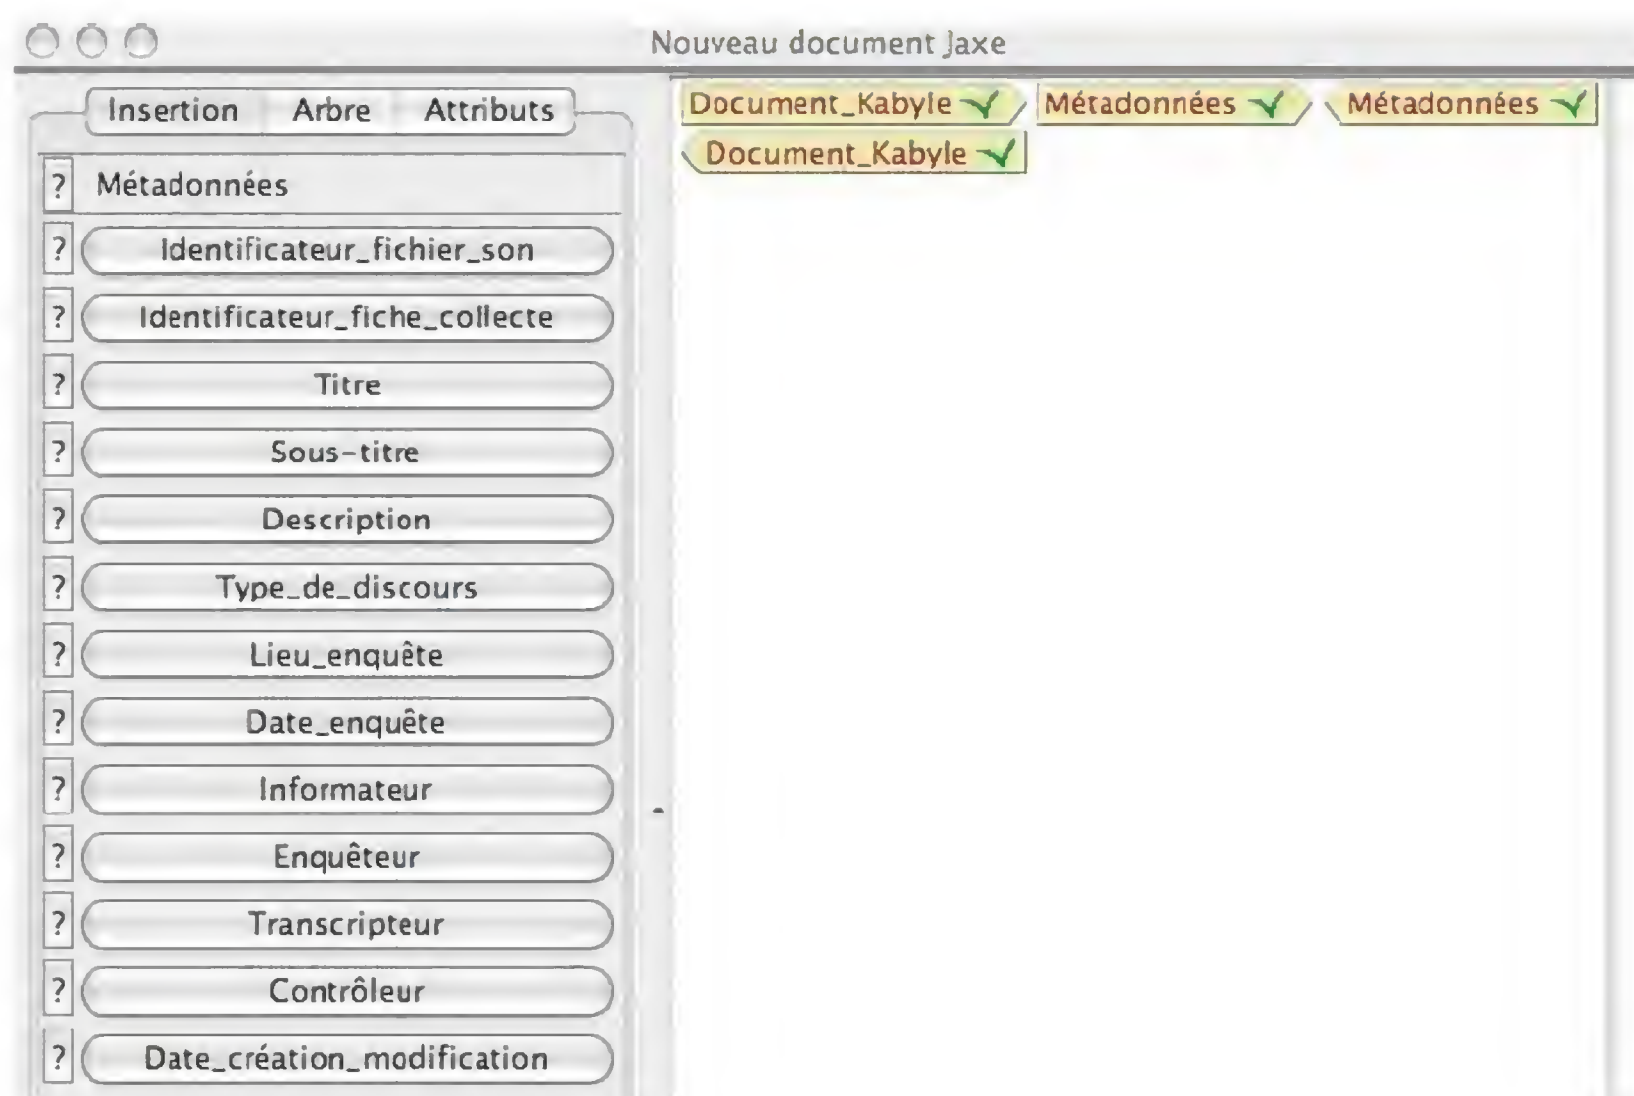 Nouveau document Jaxe
Insertion Arbre Attributs
? Métadonnées
? Identificateur_fichier_son
? Identificateur_fiche_collecte
? Titre
? Sous-titre
? Description
? Type_de_discours
? Lieu_enquête
? Date_enquête
? Informateur
? Enquêteur
? Transcripteur
? Contrôleur
? Date_création_modification
Document_Kabyle Métadonnées Métadonnées
Document_Kabyle